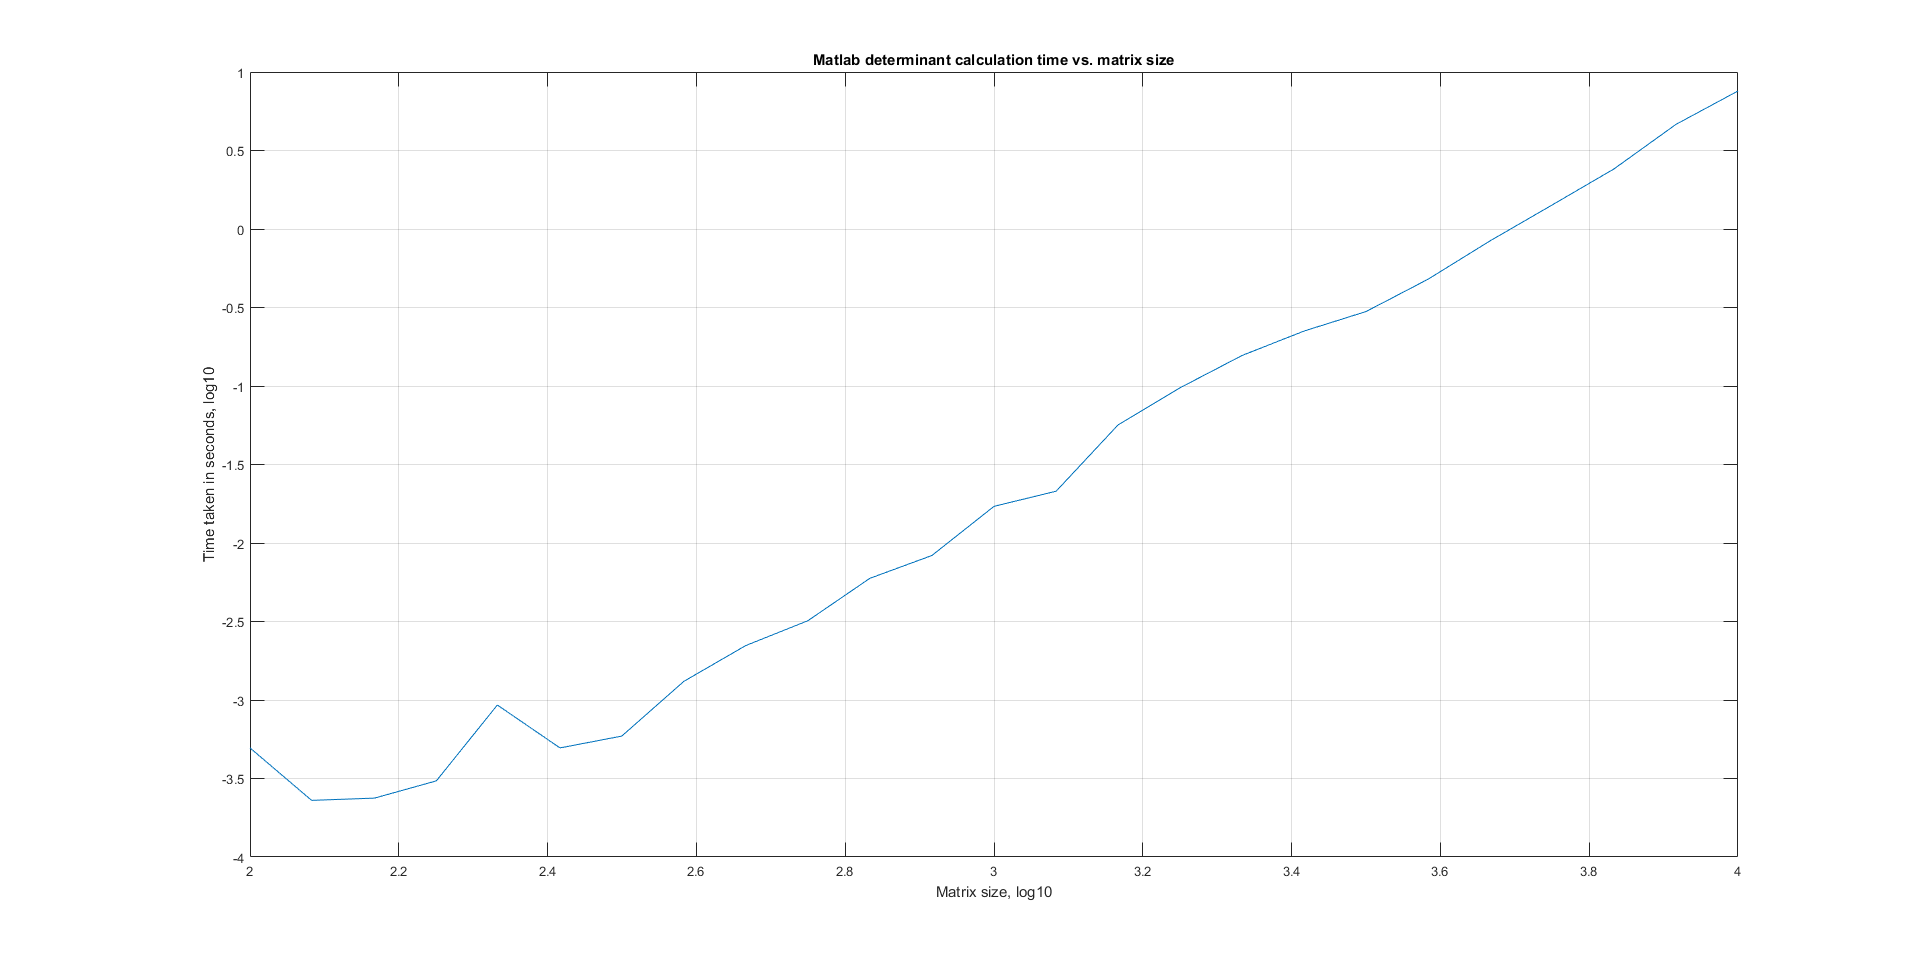 Matlab determinant calculation time vs. matrix size
1
0.5
0
-0.5
-1
-1.5
-2
-2.5
-3
-3.5
-4
Time taken in seconds, log10
2 2.2 2.4 2.6 2.8 3 3.2 3.4 3.6 3.8 4
Matrix size, log10